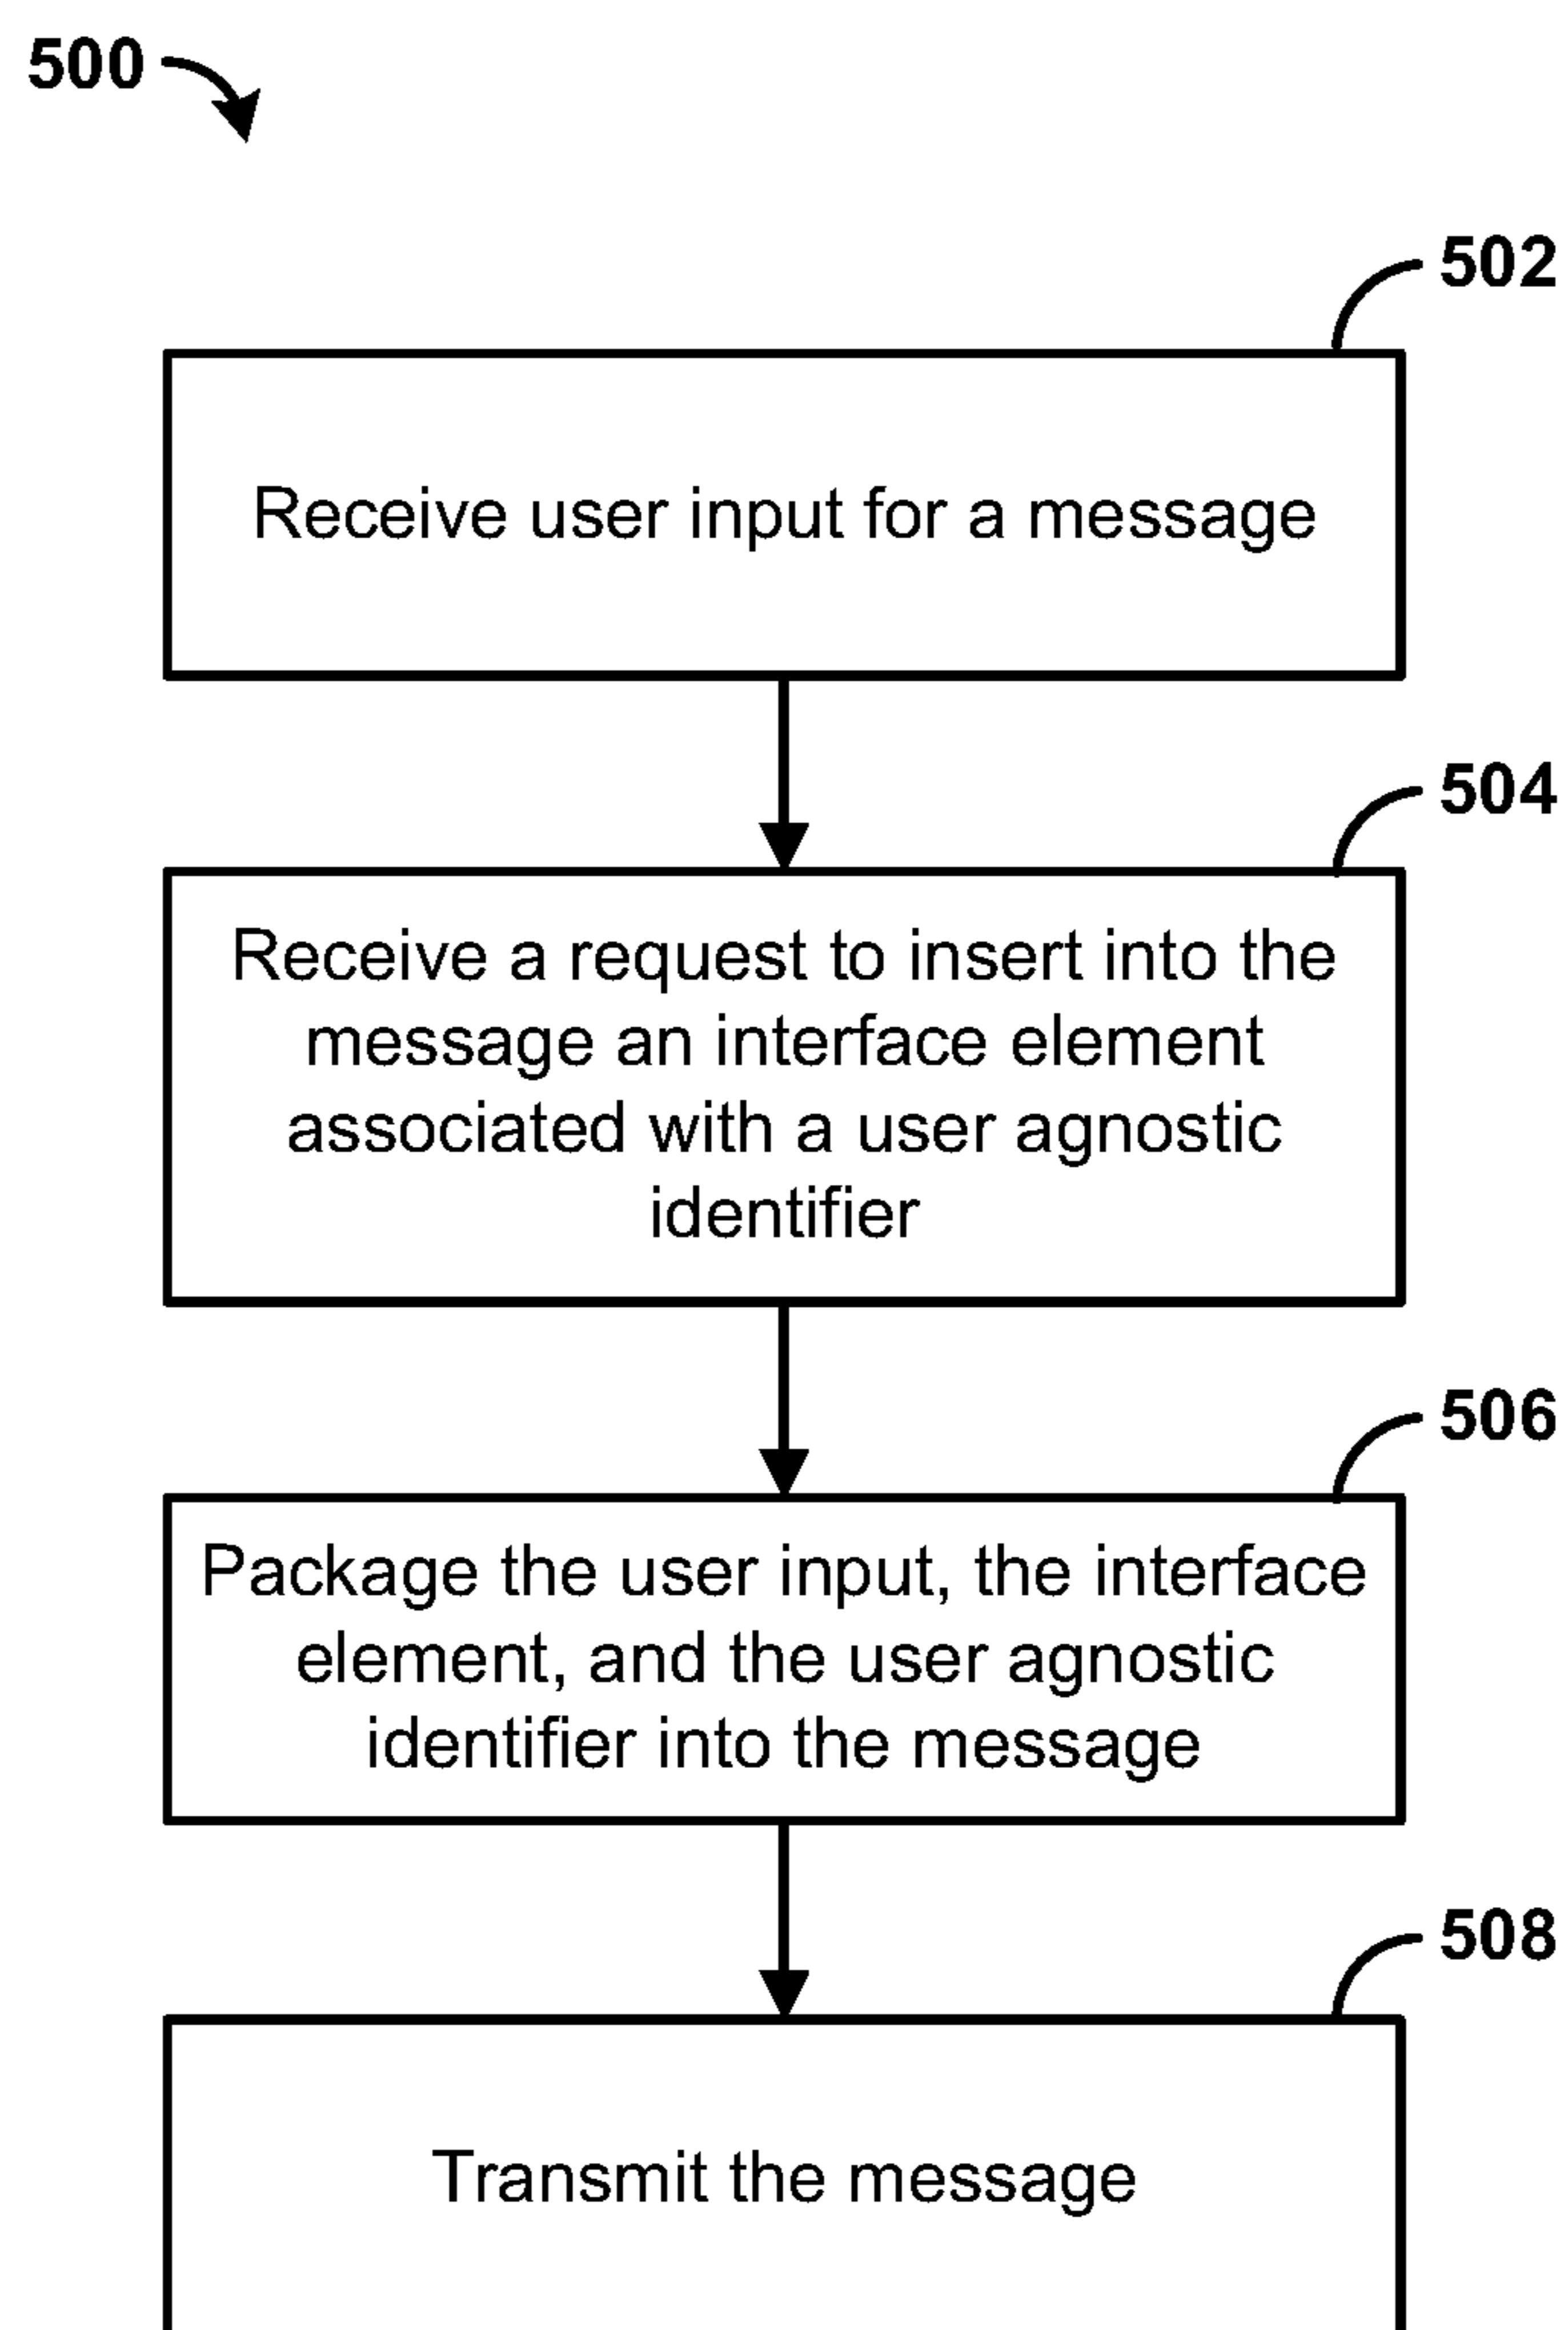 500
502
Receive user input for a message
504
Receive a request to insert into the
message an interface element
associated with a user agnostic
identifier
506
Package the user input, the interface
element, and the user agnostic
identifier into the message
508
Transmit the message